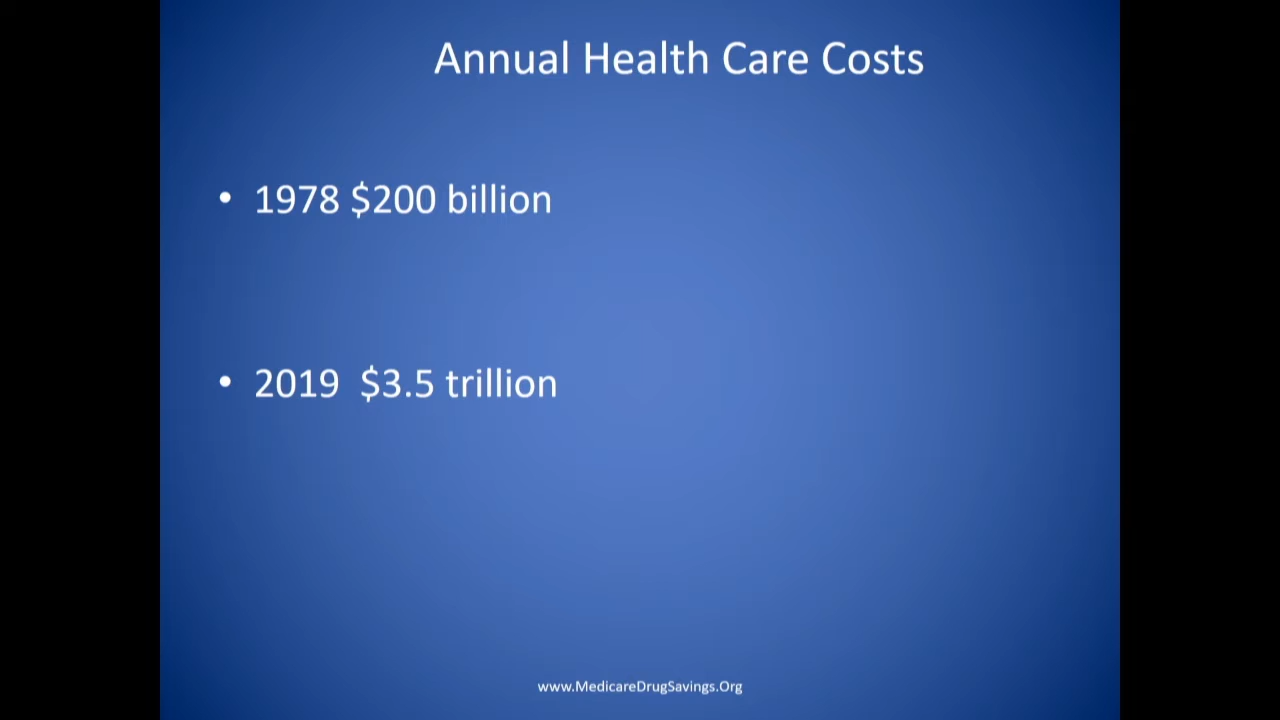 Annual Health Care Costs
• 1978 $200 billion
• 2019  $3.5 trillion
www.MedicareDrugSavings.Org